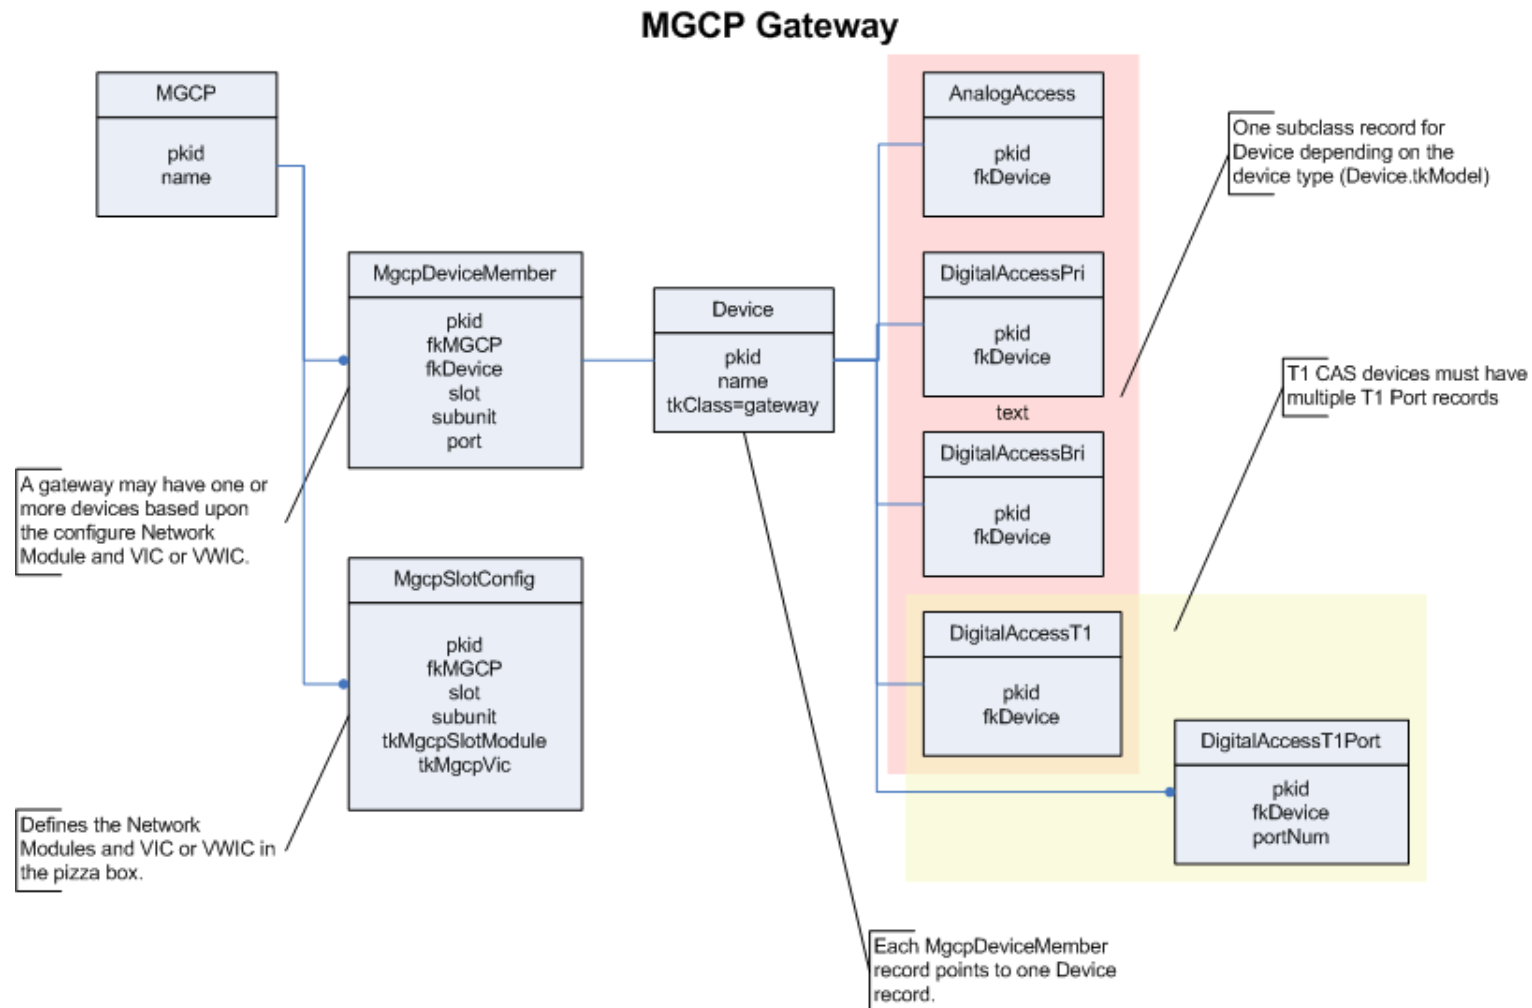 MGCP Gateway
MGCP
pkid
name
MgcpDeviceMember
pkid
fkMGCP
fkDevice
slot
subunit
port
A gateway may have one or
more devices based upon
the configure Network
Module and VIC or VWIC.
MgcpSlotConfig
pkid
fkMGCP
slot
subunit
tkMgcpSlotModule
tkMgcpVic
Defines the Network
Modules and VIC or VWIC in
the pizza box.
Device
pkid
name
tkClass=gateway
Each MgcpDeviceMember
record points to one Device
record.
AnalogAccess
pkid
fkDevice
DigitalAccessPri
pkid
fkDevice
text
DigitalAccessBri
pkid
fkDevice
DigitalAccessT1
pkid
fkDevice
DigitalAccessT1Port
pkid
fkDevice
portNum
One subclass record for
Device depending on the
device type (Device.tkModel)
T1 CAS devices must have
multiple T1 Port records